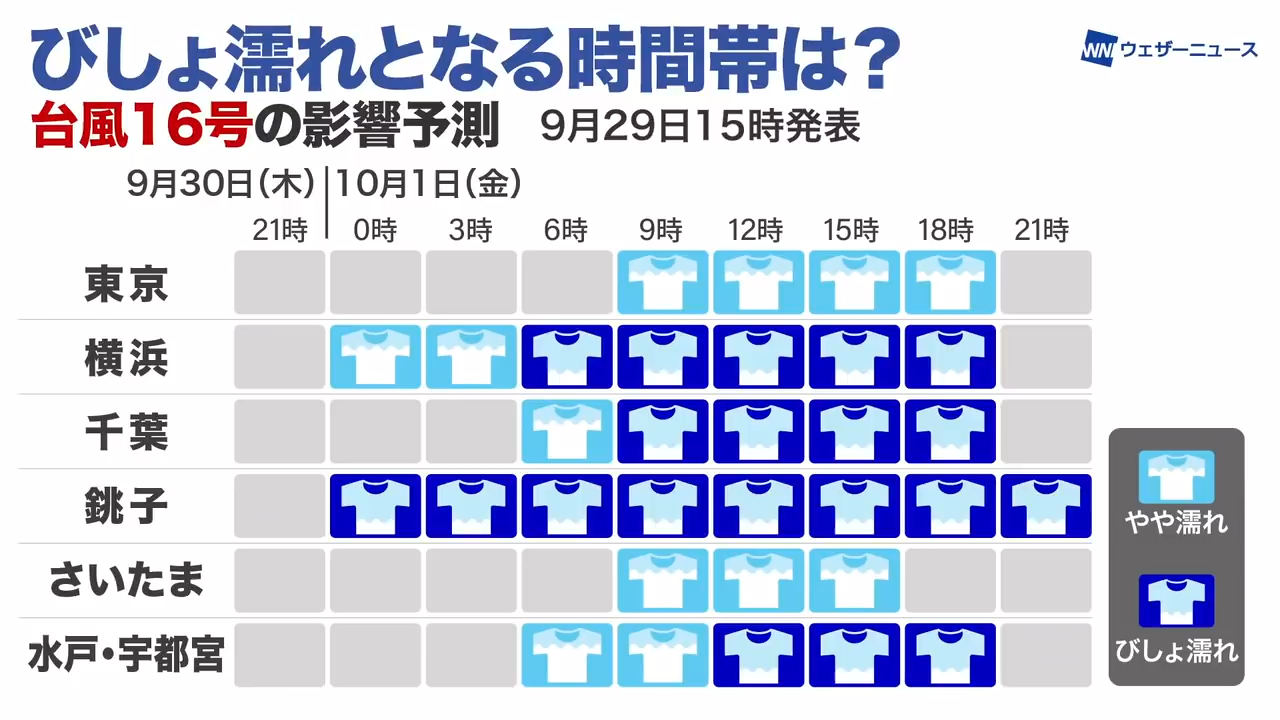 びしょ濡れとなる時間帯は？
WNウェザーニュース
台風16号の影響予測 9月29日15時発表
9月30日(木) 10月1日(金)
21時 0時 3時 6時 9時 12時 15時 18時 21時
東京
横浜
千葉
銚子
さいたま
水戸・宇都宮
やや濡れ
びしょ濡れ